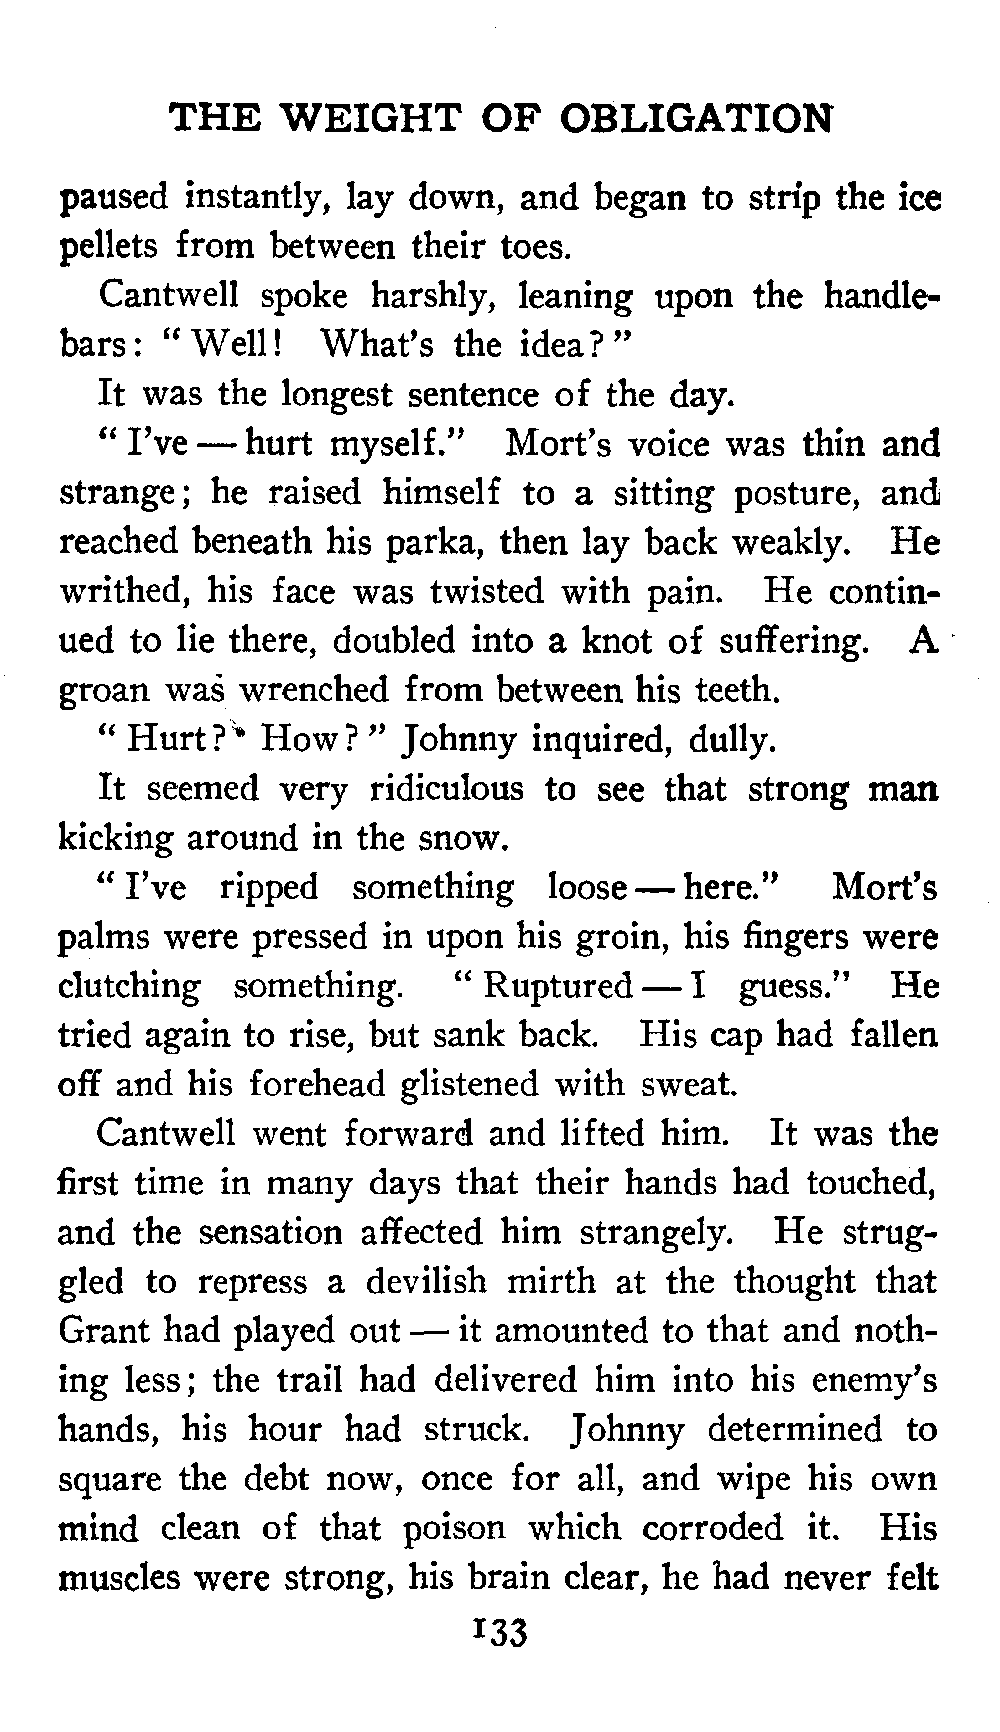 THE WEIGHT OF OBLIGATION
paused instantly, lay down, and began to strip the ice
pellets from between their toes.
Cantwell spoke harshly, leaning upon the handle-
bars: “ Well! What’s the idea? ”
It was the longest sentence of the day.
“ I’ve — hurt myself.” Mort’s voice was thin and
strange; he raised himself to a sitting posture, and
reached beneath his parka, then lay back weakly. He
writhed, his face was twisted with pain. He contin-
ued to lie there, doubled into a knot of suffering. A
groan was wrenched from between his teeth.
“ Hurt? How? ” Johnny inquired, dully.
It seemed very ridiculous to see that strong man
kicking around in the snow.
“ I’ve ripped something loose — here.” Mort’s
palms were pressed in upon his groin, his fingers were
clutching something. “ Ruptured — I guess.” He
tried again to rise, but sank back. His cap had fallen
off and his forehead glistened with sweat.
Cantwell went forward and lifted him. It was the
first time in many days that their hands had touched,
and the sensation affected him strangely. He strug-
gled to repress a devilish mirth at the thought that
Grant had played out — it amounted to that and noth-
ing less; the trail had delivered him into his enemy’s
hands, his hour had struck. Johnny determined to
square the debt now, once for all, and wipe his own
mind clean of that poison which corroded it. His
muscles were strong, his brain clear, he had never felt
133